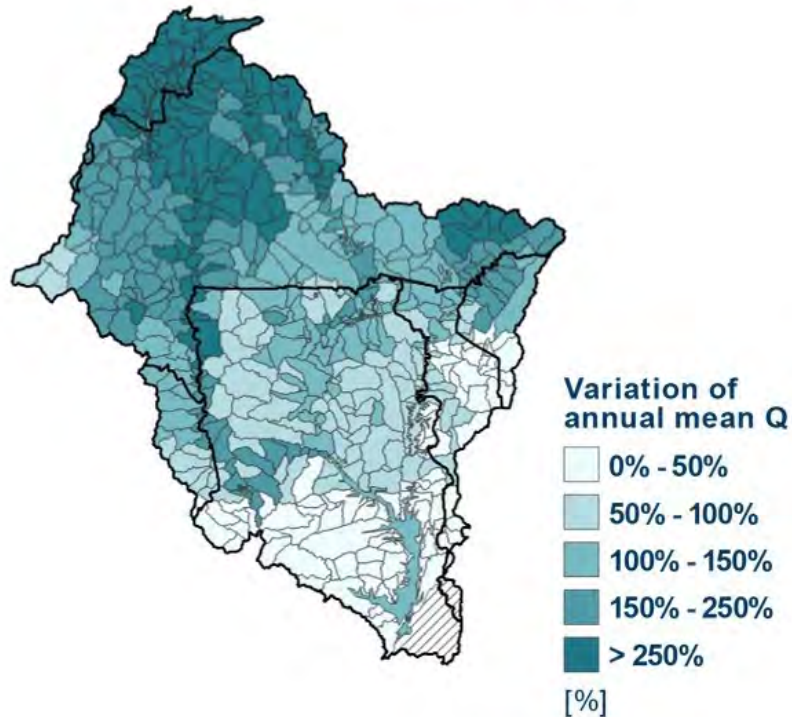 Variation of
annual mean Q
0% - 50%
50% - 100%
100% - 150%
150% - 250%
> 250%
[%]